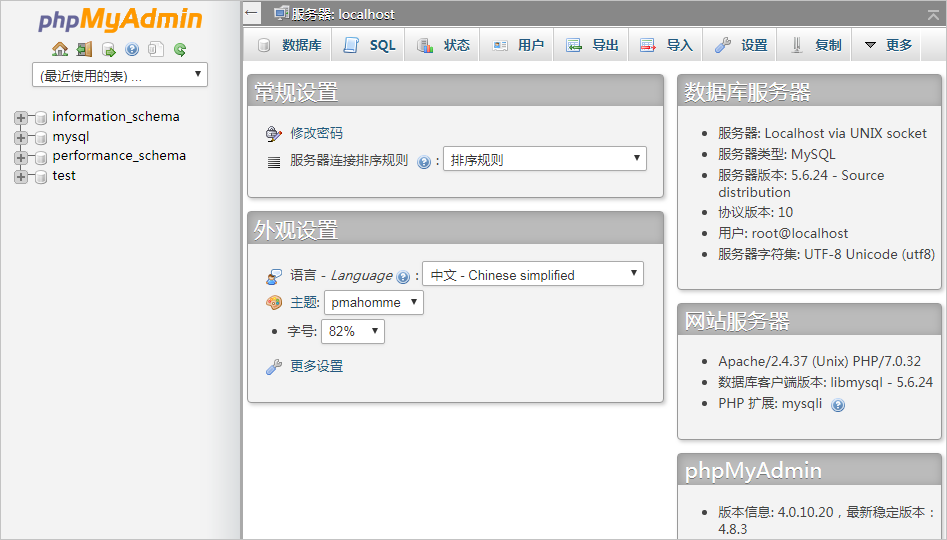 phpMyAdmin
(最近使用的表) ...
information_schema
mysql
performance_schema
test
服务器: localhost
数据库
SQL
状态
用户
导出
导入
设置
复制
更多
常规设置
修改密码
服务器连接排序规则 : 排序规则
外观设置
语言 - Language : 中文 - Chinese simplified
主题: pmahomme
字号: 82%
更多设置
数据库服务器
服务器: Localhost via UNIX socket
服务器类型: MySQL
服务器版本: 5.6.24 - Source
distribution
协议版本: 10
用户: root@localhost
服务器字符集: UTF-8 Unicode (utf8)
网站服务器
Apache/2.4.37 (Unix) PHP/7.0.32
数据库客户端版本: libmysql - 5.6.24
PHP 扩展: mysqli
phpMyAdmin
版本信息: 4.0.10.20，最新稳定版本：
4.8.3